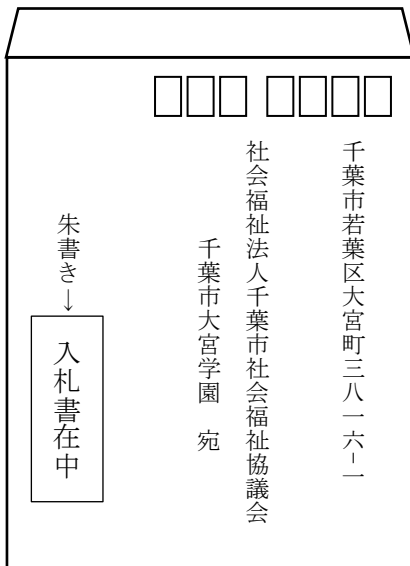 千葉市若葉区大宮町三八一六-一
社会福祉法人千葉市社会福祉協議会
千葉市大宮学園　宛
朱書き→
入札書在中